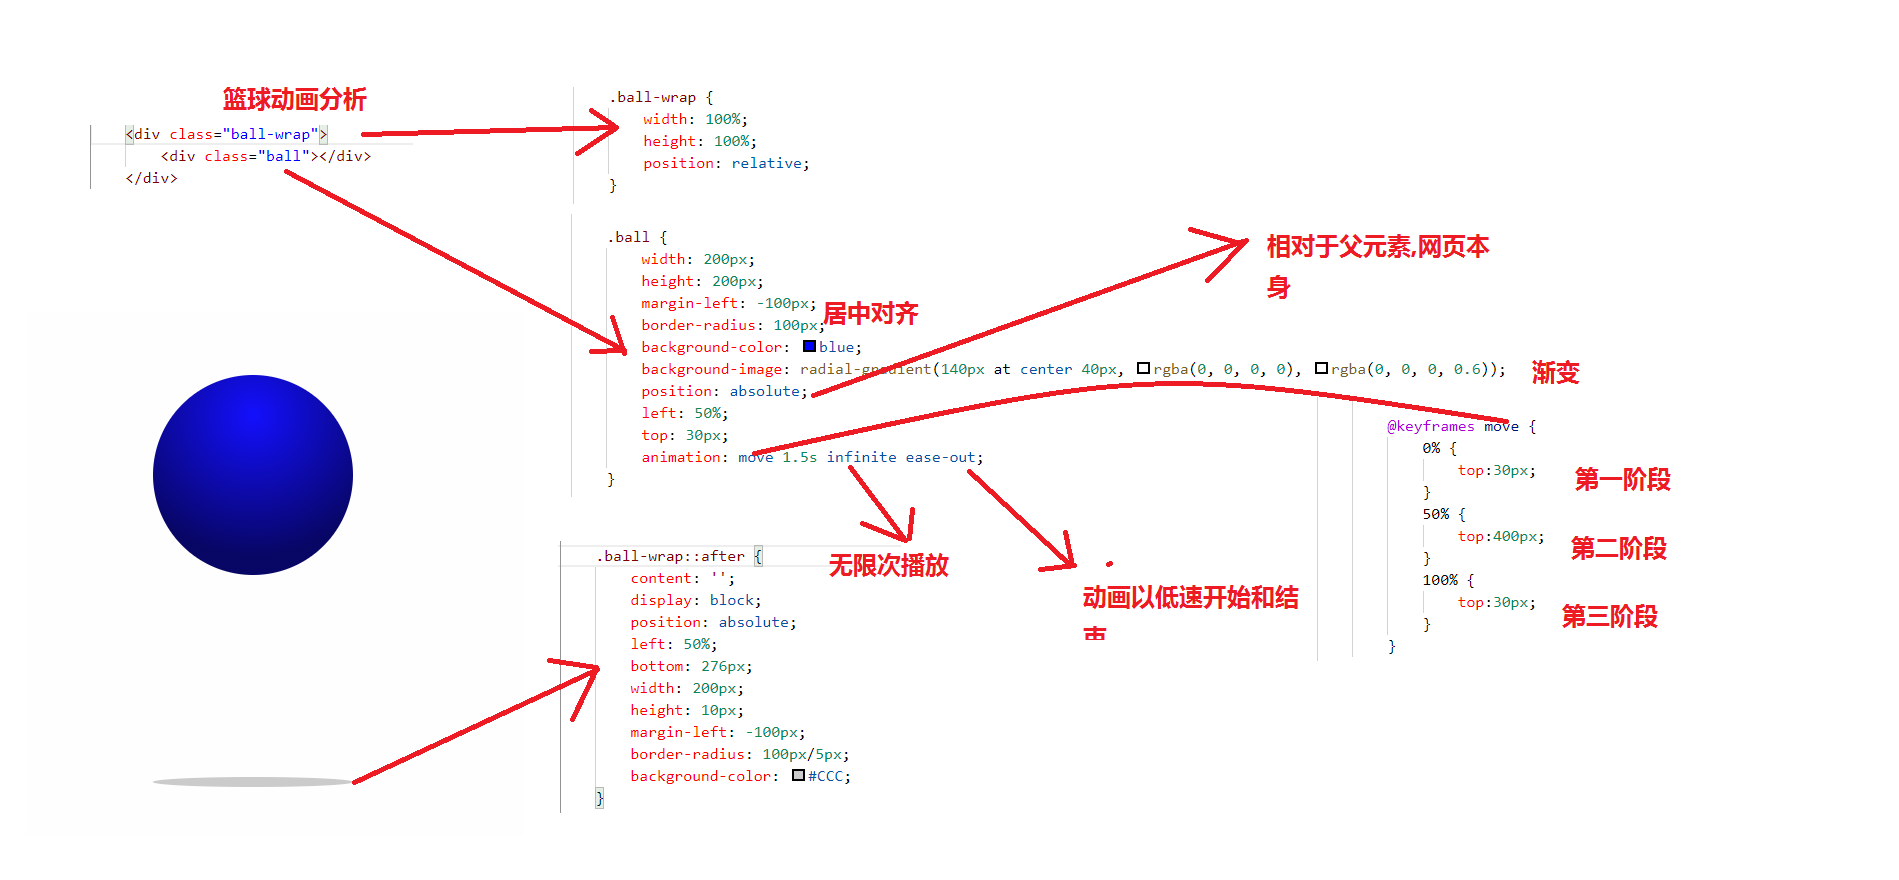 篮球动画分析
<div class="ball-wrap">
<div class="ball"></div>
</div>
.ball-wrap {
width: 100%;
height: 100%;
position: relative;
}
.ball {
width: 200px;
height: 200px;
margin-left: -100px;
居中对齐
border-radius: 100px;
background-color: blue;
background-image: radial-gradient(140px at center 40px, rgba(0, 0, 0, 0), rgba(0, 0, 0, 0.6));
渐变
position: absolute;
相对于父元素,网页本
身
left: 50%;
top: 30px;
animation: move 1.5s infinite ease-out;
}
无限次播放
动画以低速开始和结
束
@keyframes move {
0% {
top:30px;
第一阶段
}
50% {
top:400px;
第二阶段
}
100% {
top:30px;
第三阶段
}
}
.ball-wrap::after {
content: '';
display: block;
position: absolute;
left: 50%;
bottom: 276px;
width: 200px;
height: 10px;
margin-left: -100px;
border-radius: 100px/5px;
background-color: #CCC;
}